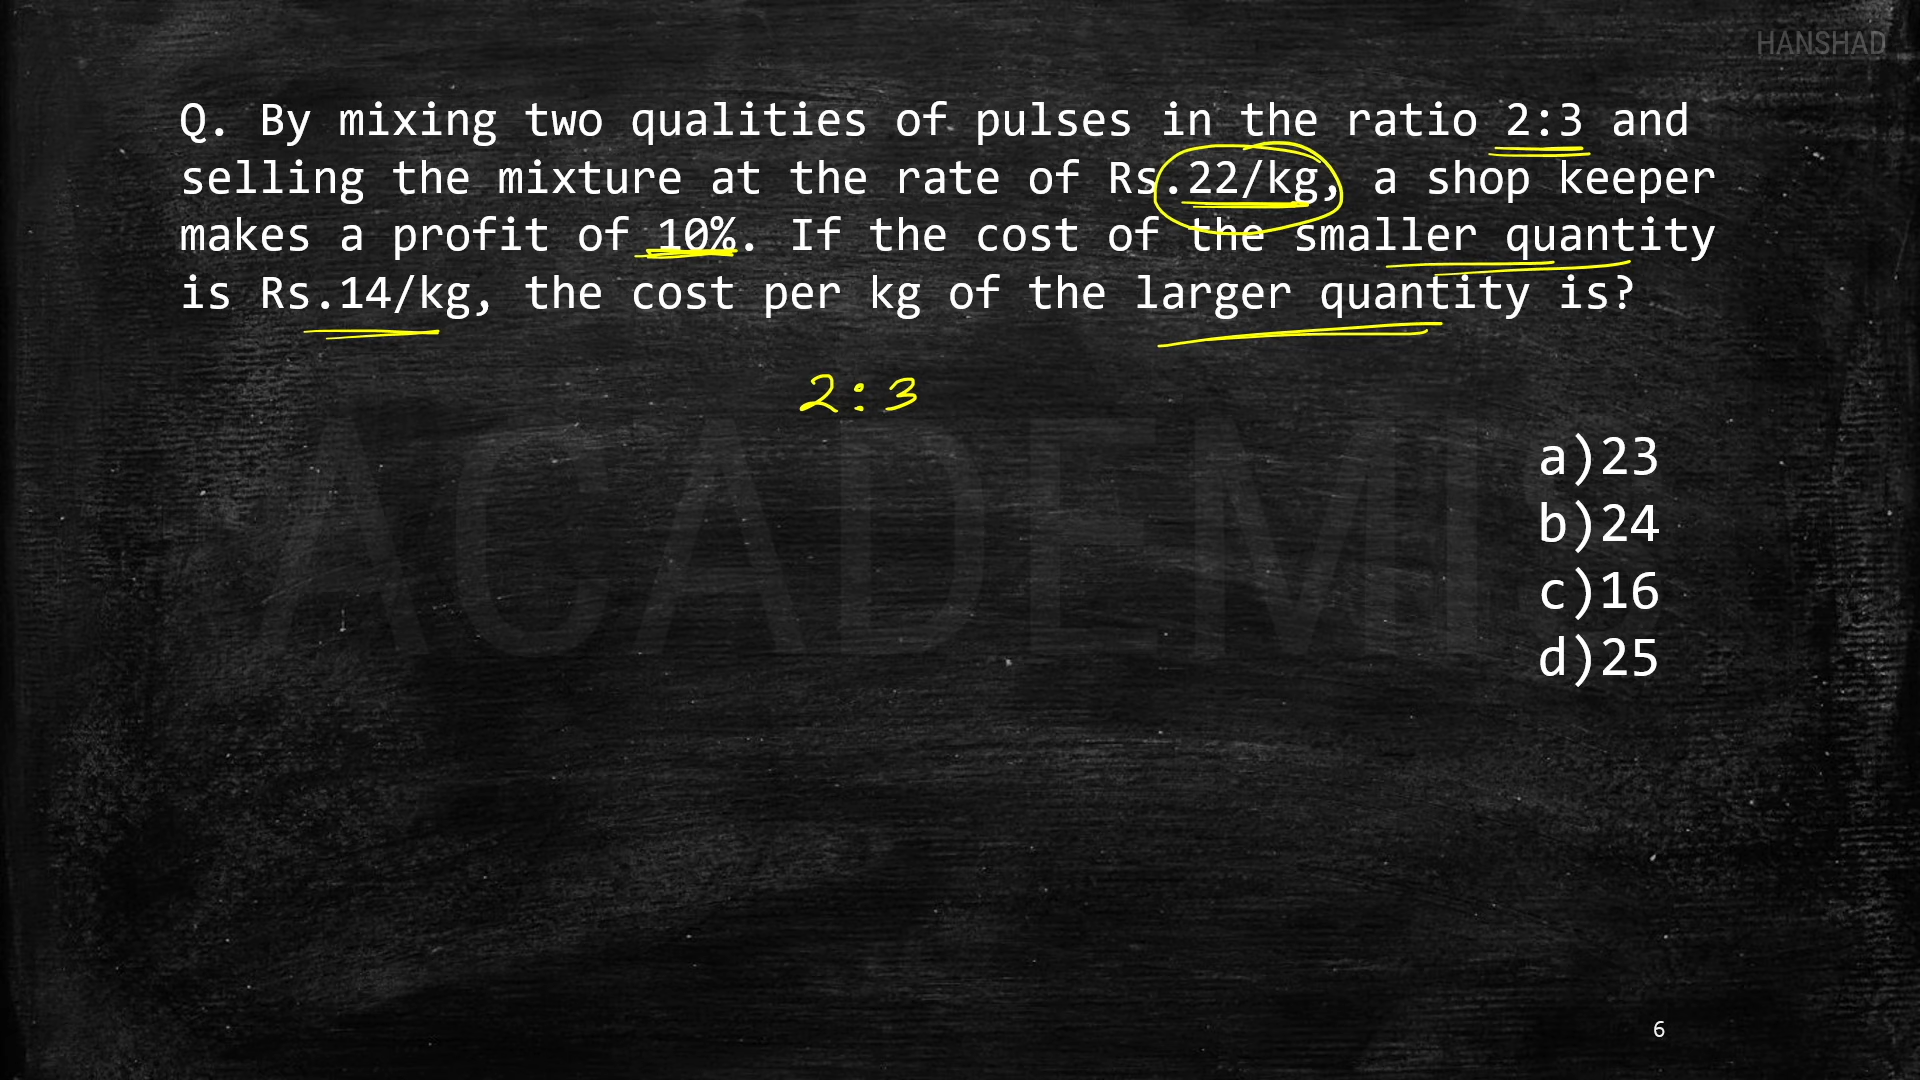 HANSHAD
Q. By mixing two qualities of pulses in the ratio 2:3 and
selling the mixture at the rate of Rs.22/kg, a shop keeper
makes a profit of 10%. If the cost of the smaller quantity
is Rs.14/kg, the cost per kg of the larger quantity is?
2:3
ACADEMIS
a)23
b)24
c)16
d)25
6